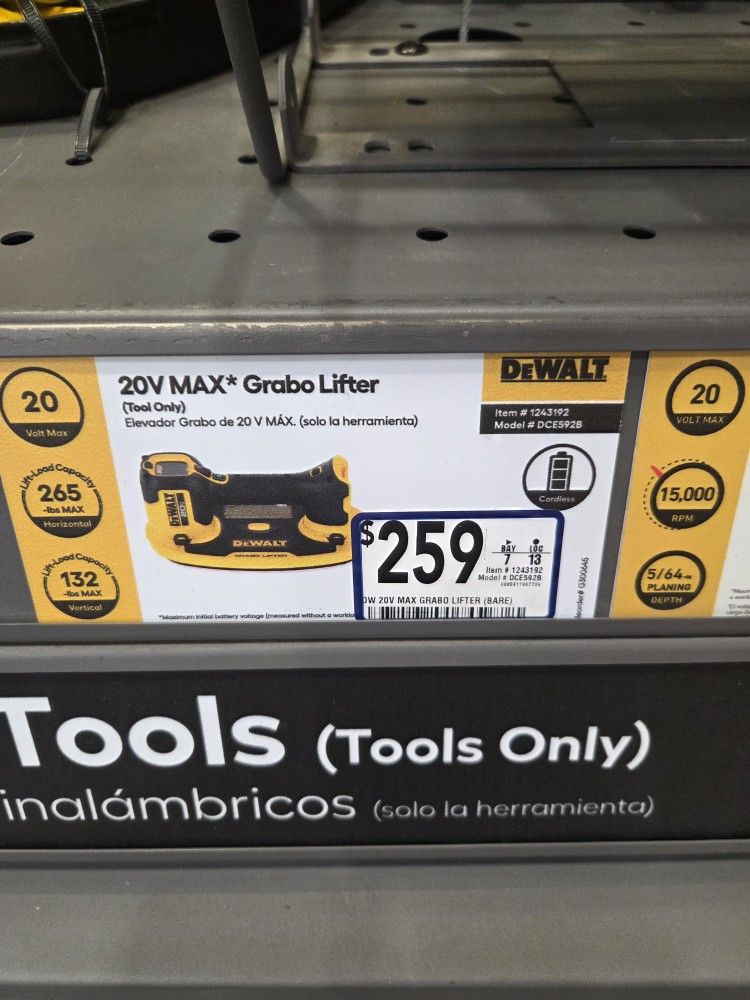 20
Volt Max
Lift-Load Capacity
265
-lbs MAX
Horizontal
Lift-Load Capacity
132
-lbs MAX
Vertical
20V MAX* Grabo Lifter
(Tool Only)
Elevador Grabo de 20 V MÁX. (solo la herramienta)
DEWALT
Item # 1243192
Model # DCE592B
Cordless
DEWALT
DEWALT
GRABO LIFTER
$259
BAY LOC
7 13
Item # 1243192
Model # DCE592B
DW 20V MAX GRABO LIFTER (BARE)
*Maximum initial battery voltage (measured without a
20
VOLT MAX
15,000
RPM
5/64-
PLANING
DEPTH
Tools (Tools Only)
inalámbricos (solo la herramienta)